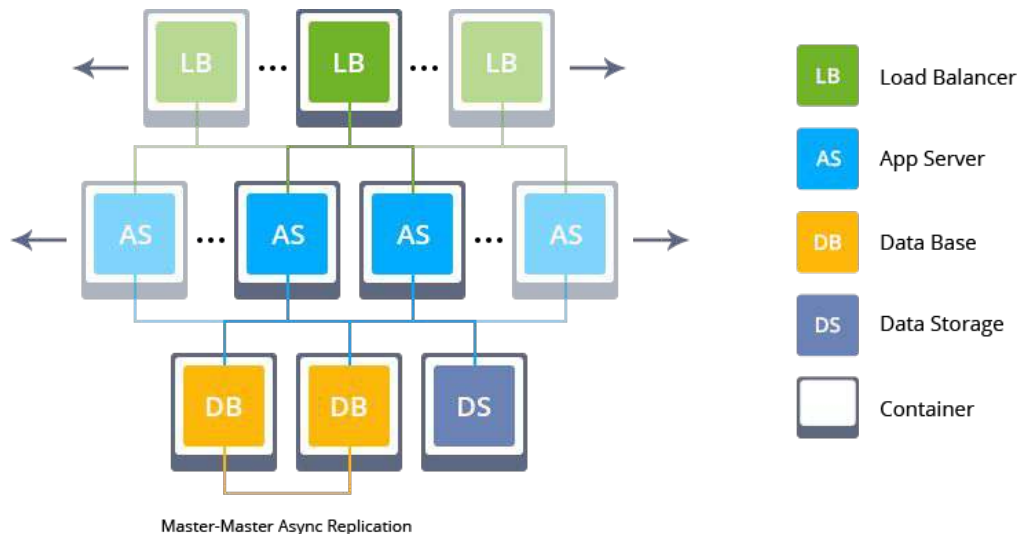 LB ... LB ... LB
AS ... AS AS ... AS
DB DB DS
Master-Master Async Replication
LB Load Balancer
AS App Server
DB Data Base
DS Data Storage
Container